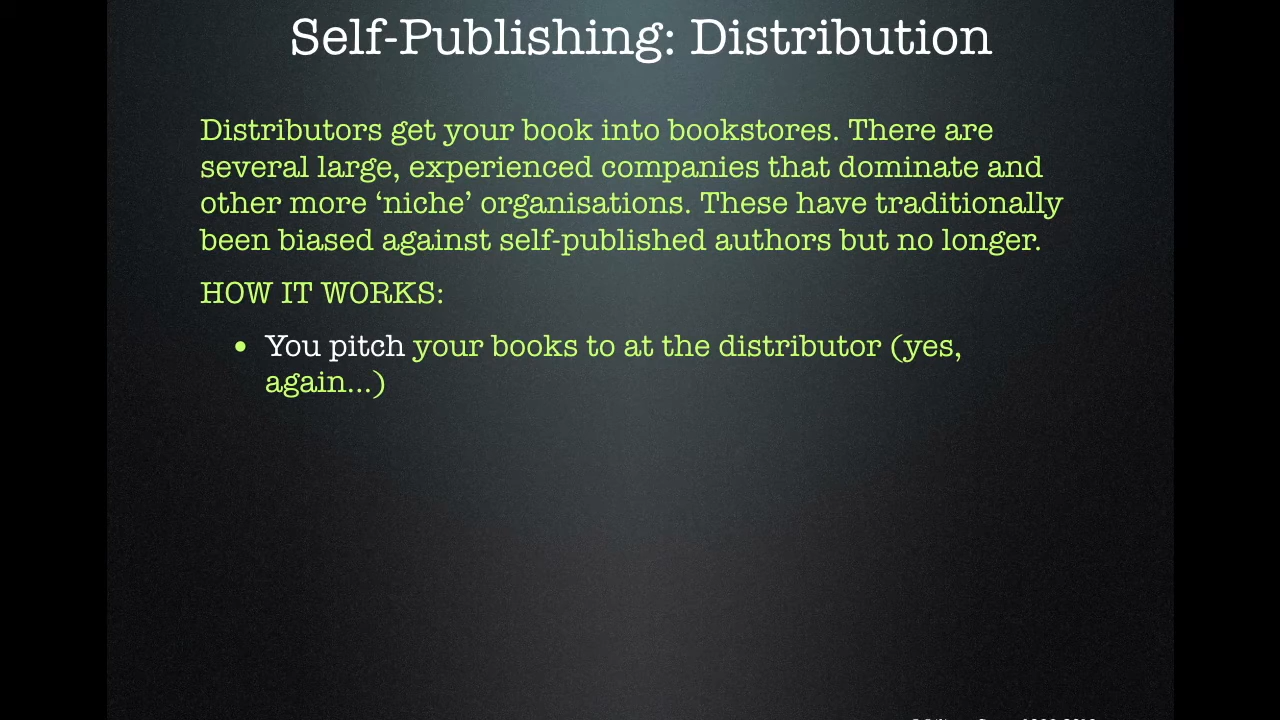 Self-Publishing: Distribution
Distributors get your book into bookstores. There are
several large, experienced companies that dominate and
other more ‘niche’ organisations. These have traditionally
been biased against self-published authors but no longer.
HOW IT WORKS:
• You pitch your books to at the distributor (yes,
again...)